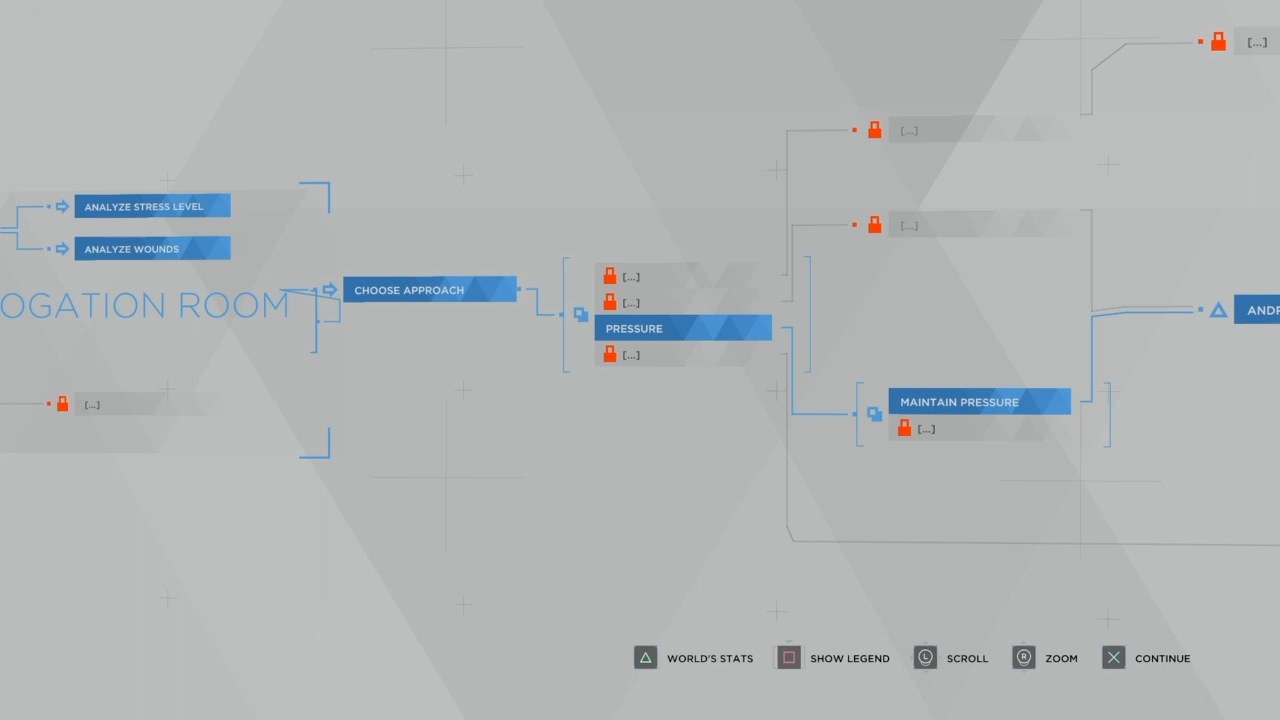 [...]
[...]
ANALYZE STRESS LEVEL
[...]
ANALYZE WOUNDS
[...]
CHOOSE APPROACH
OGATION ROOM
[...]
PRESSURE
[...]
ANDR
MAINTAIN PRESSURE
[...]
[...]
L
R
WORLD'S STATS
SHOW LEGEND
SCROLL
ZOOM
CONTINUE